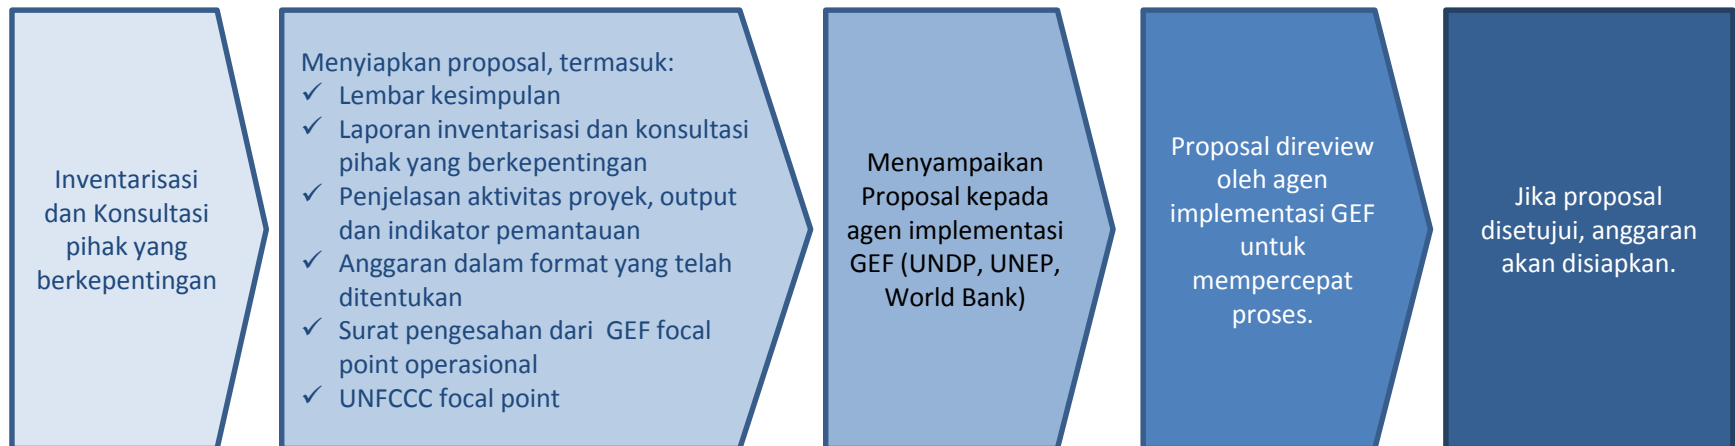 Inventarisasi
dan Konsultasi
pihak yang
berkepentingan
Menyiapkan proposal, termasuk:
✓ Lembar kesimpulan
✓ Laporan inventarisasi dan konsultasi
pihak yang berkepentingan
✓ Penjelasan aktivitas proyek, output
dan indikator pemantauan
✓ Anggaran dalam format yang telah
ditentukan
✓ Surat pengesahan dari GEF focal
point operasional
✓ UNFCCC focal point
Menyampaikan
Proposal kepada
agen implementasi
GEF (UNDP, UNEP,
World Bank)
Proposal direview
oleh agen
implementasi GEF
untuk
mempercepat
proses.
Jika proposal
disetujui, anggaran
akan disiapkan.